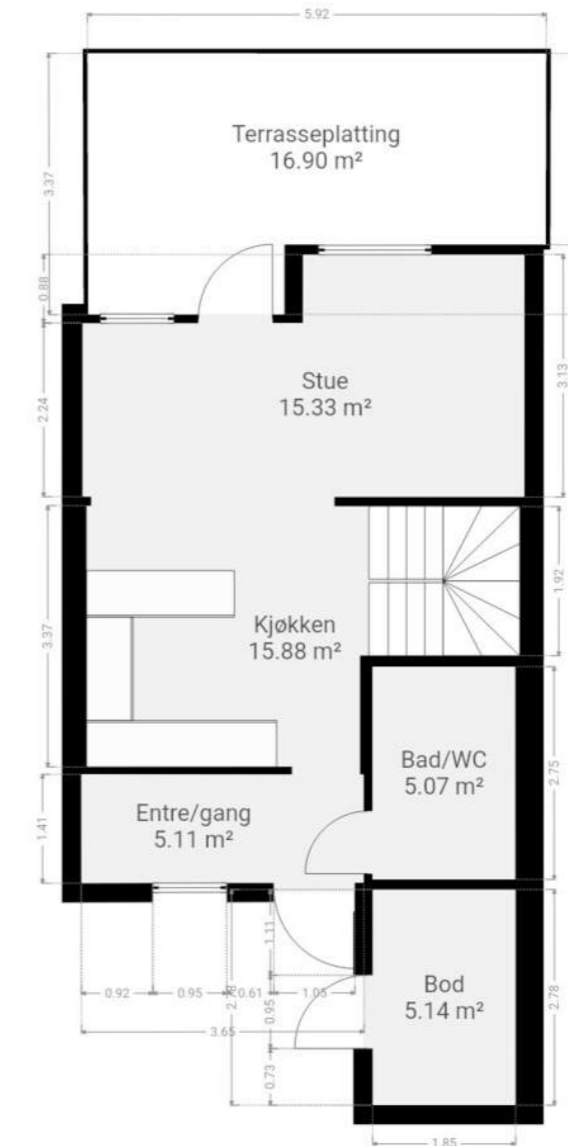 5.92
Terrasseplatting
16.90 m²
3.37
0.88
Stue
15.33 m²
3.13
2.24
1.92
Kjøkken
15.88 m²
3.37
Bad/WC
5.07 m²
2.75
Entre/gang
5.11 m²
1.41
1.11
0.92
0.95
0.61
1.05
2.78
3.65
0.95
Bod
5.14 m²
2.78
0.73
1.85